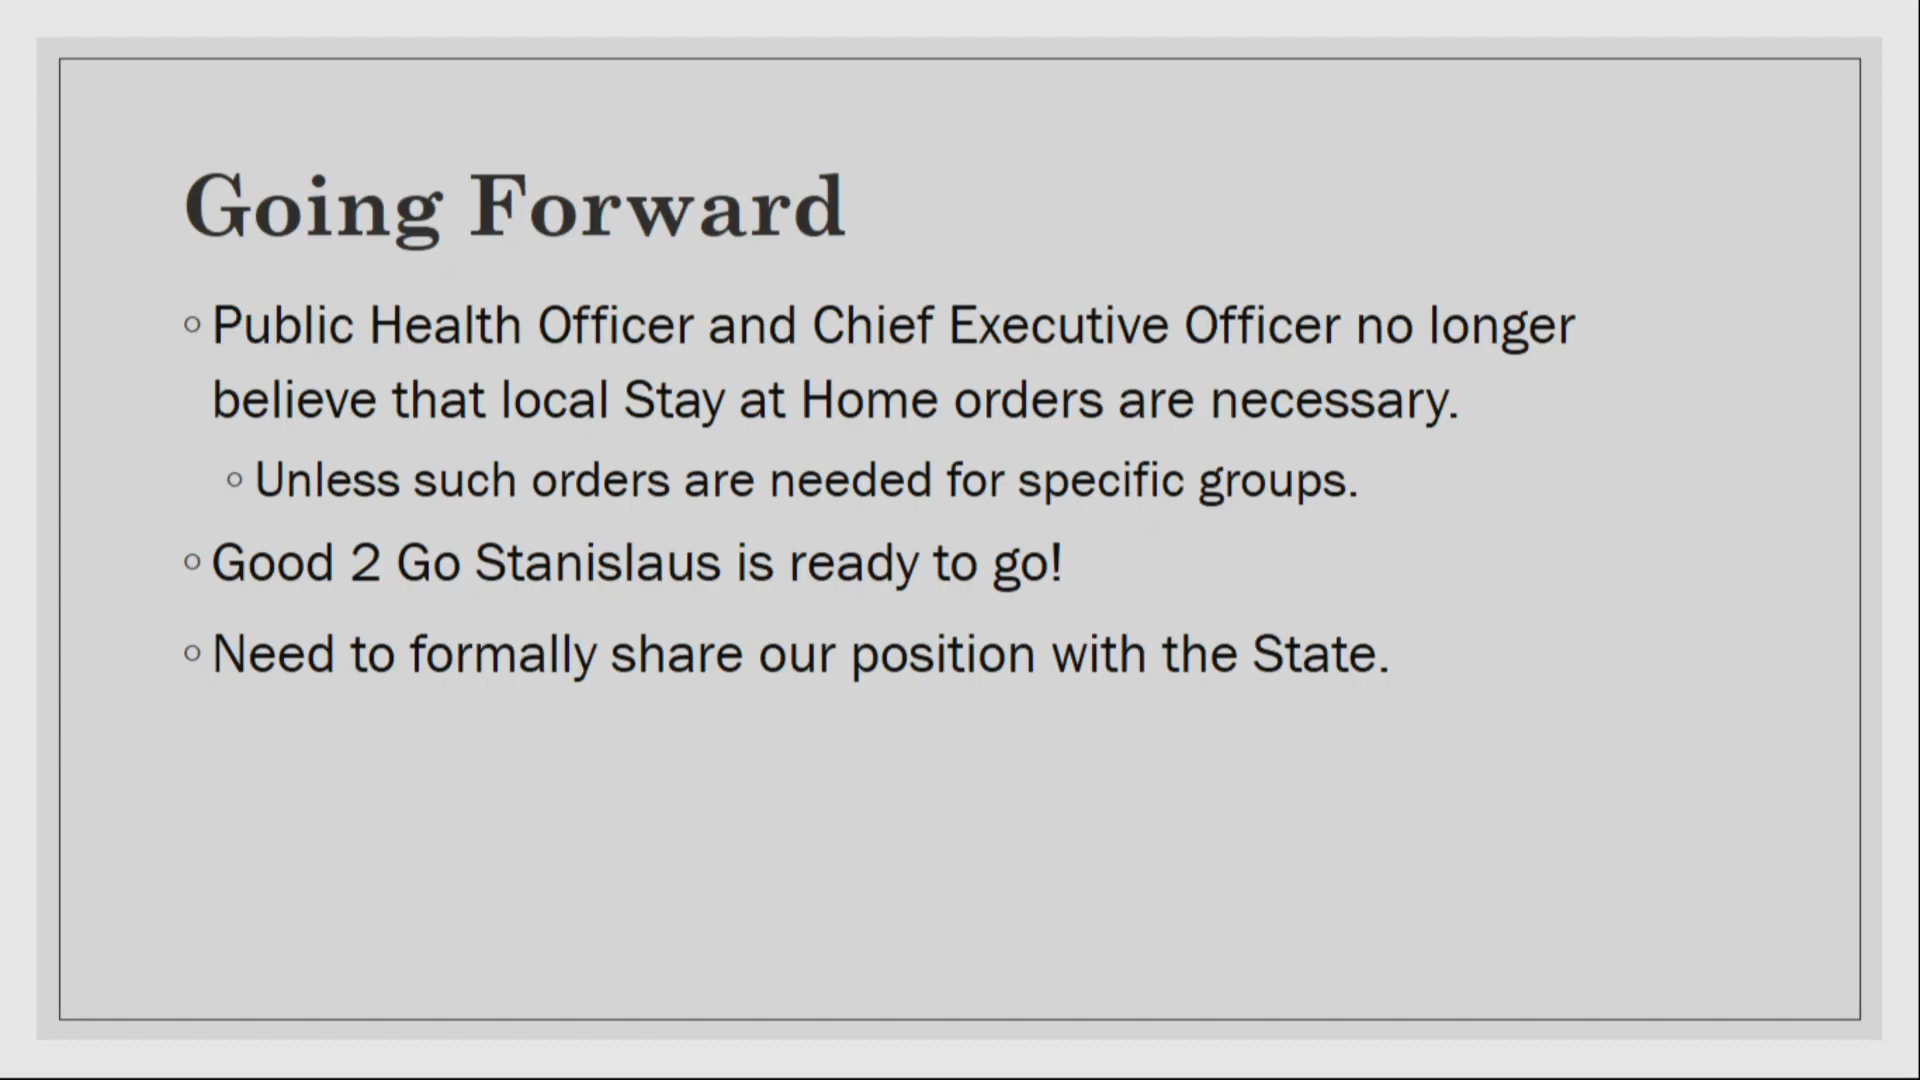 Going Forward
◦ Public Health Officer and Chief Executive Officer no longer
believe that local Stay at Home orders are necessary.
◦ Unless such orders are needed for specific groups.
◦ Good 2 Go Stanislaus is ready to go!
◦ Need to formally share our position with the State.